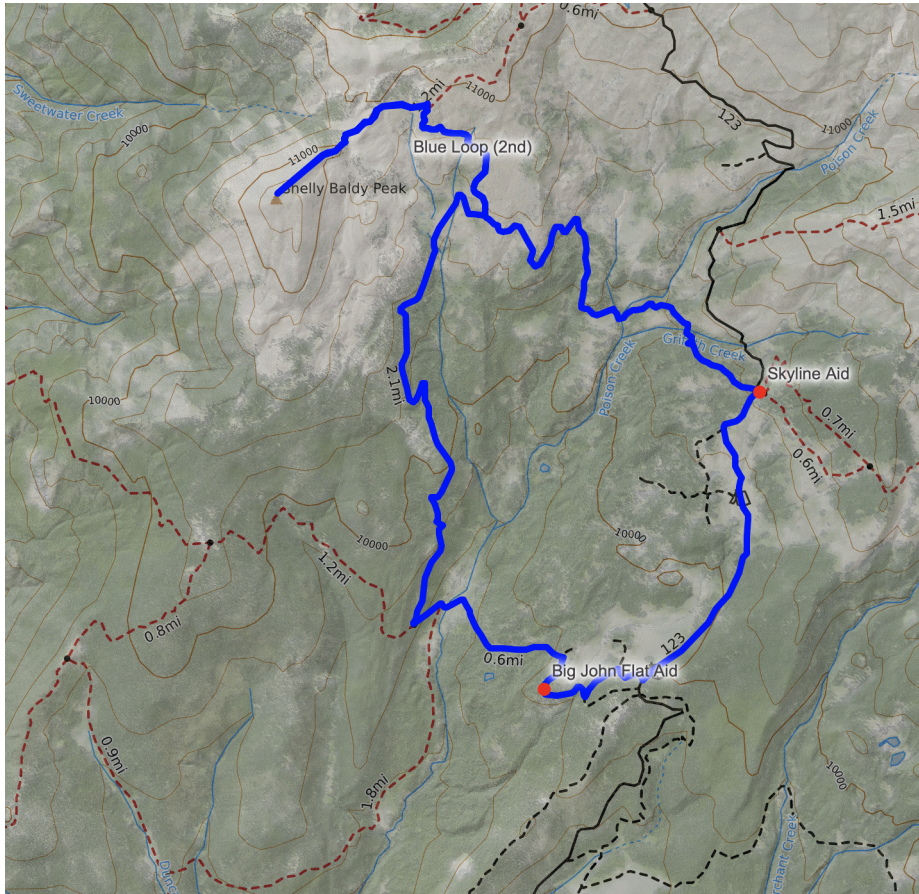 0.6mi
2mi
11000
Sweetwater Creek
10000
123
11000
Poison Creek
Blue Loop (2nd)
11000
Shelly Baldy Peak
1.5mi
Griffith Creek
Skyline Aid
Poison Creek
2.1mi
10000
0.7mi
0.6mi
10000
10000
1.2mi
0.8mi
123
0.6mi
Big John Flat Aid
0.9mi
1.8mi
10000